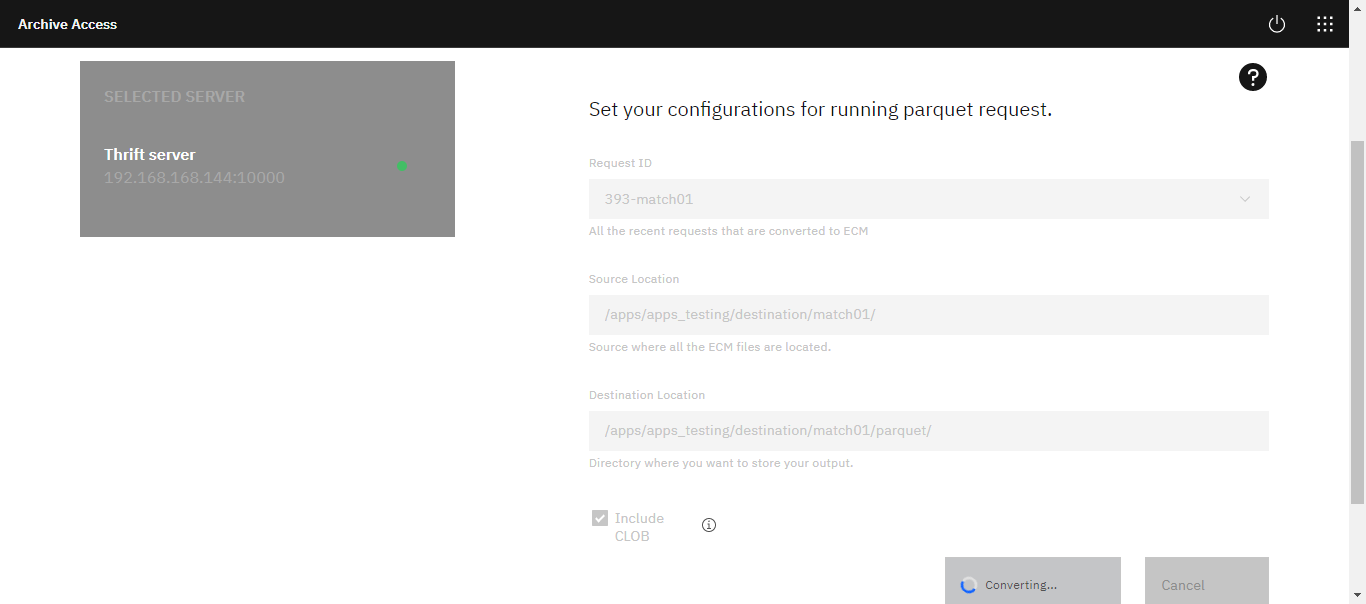 Archive Access
SELECTED SERVER
Thrift server
192.168.168.144:10000
?
Set your configurations for running parquet request.
Request ID
393-match01
All the recent requests that are converted to ECM
Source Location
/apps/apps_testing/destination/match01/
Source where all the ECM files are located.
Destination Location
/apps/apps_testing/destination/match01/parquet/
Directory where you want to store your output.
Include
CLOB
Converting...
Cancel